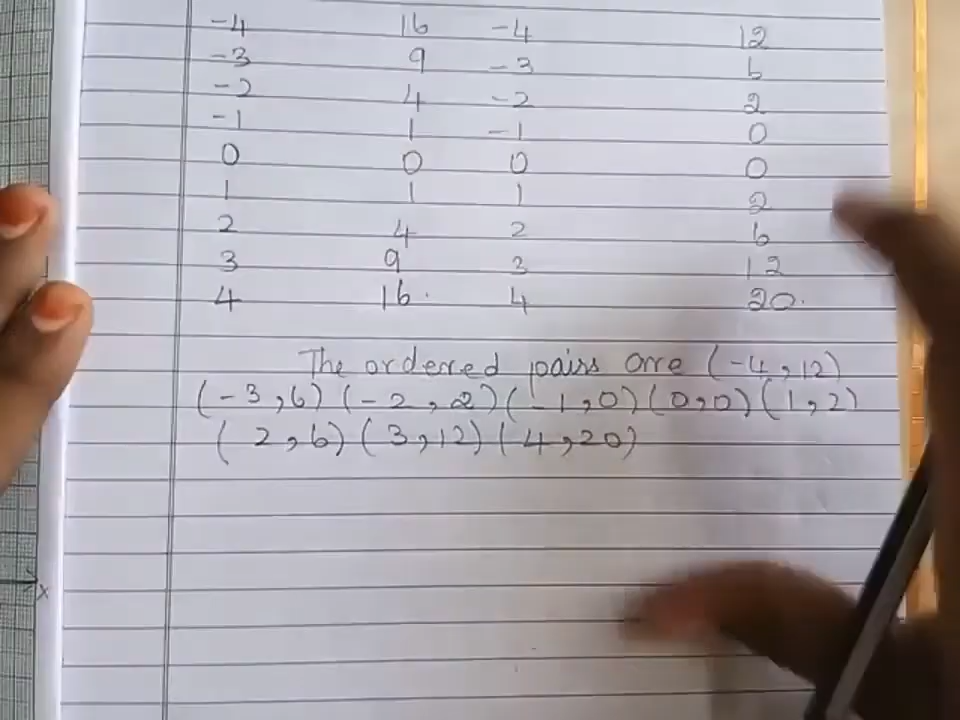 -4 16 -4 12
-3 9 -3 6
-2 4 -2 2
-1 1 -1 0
0 0 0 0
1 1 1 2
2 4 2 6
3 9 3 12
4 16. 4 20.
The ordered pairs are (-4,12)
(-3,6) (-2,2) (-1,0) (0,0) (1,2)
(2,6) (3,12) (4,20)
x